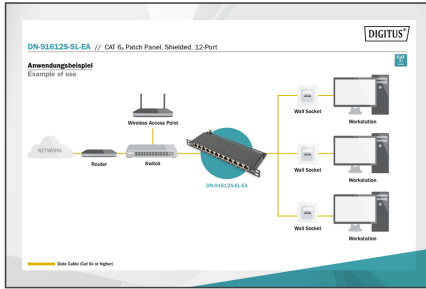 DIGITUS®
DN-91612S-SL-EA // CAT 6A Patch Panel, Shielded, 12-Port
Anwendungsbeispiel
Example of use
CAT
Wireless Access Point
NETWORK
Router
Switch
DN-91612S-SL-EA
Wall Socket
Workstation
Wall Socket
Workstation
Wall Socket
Workstation
Data Cable (Cat 6A or higher)